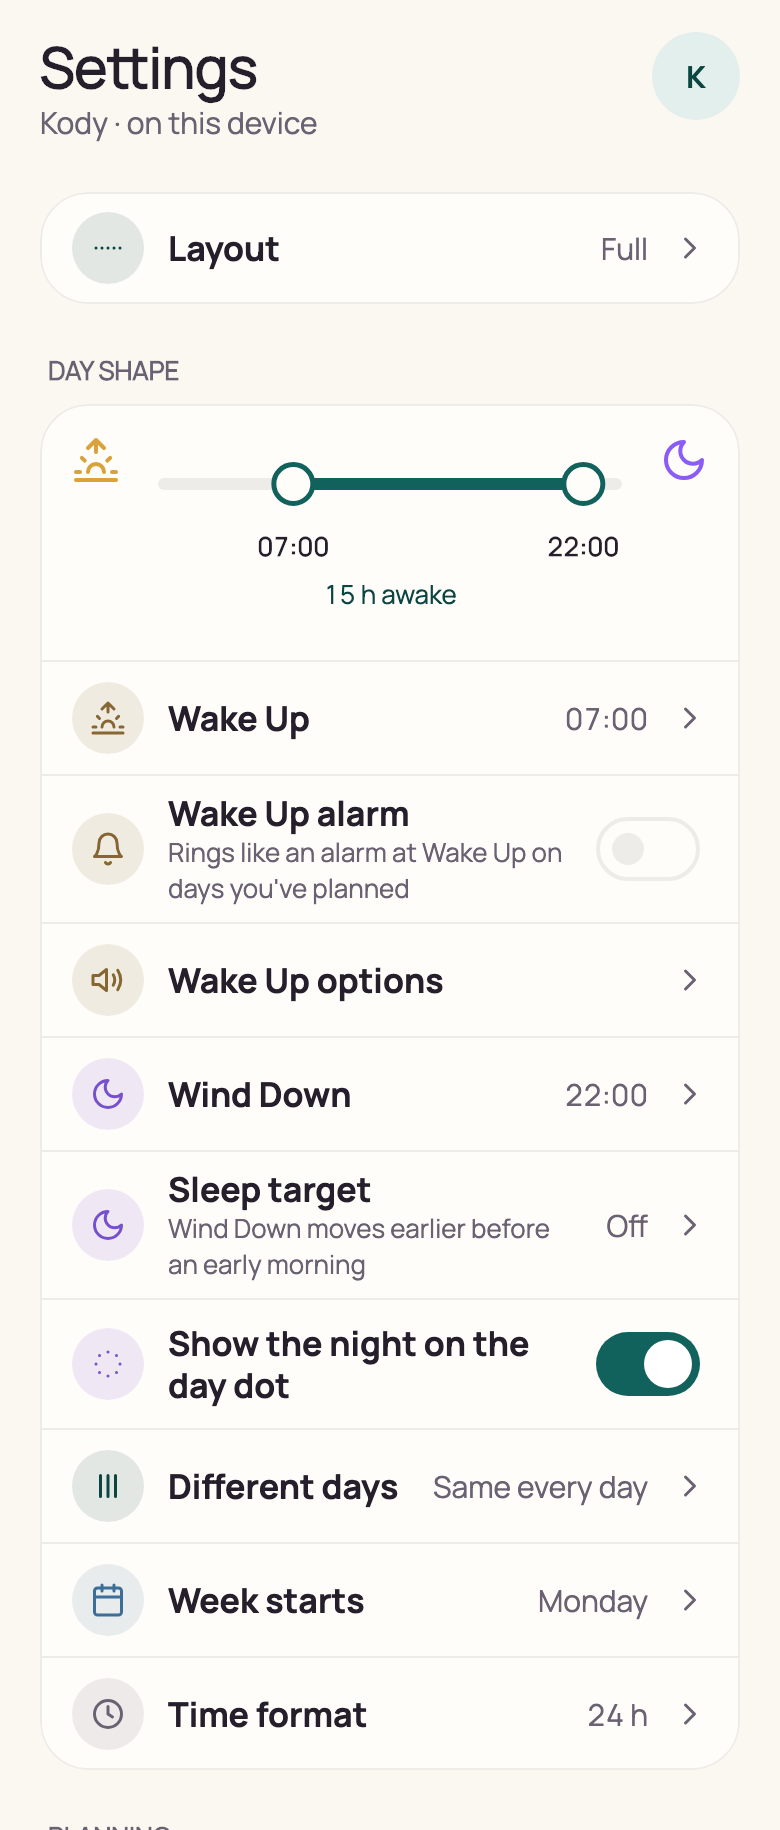 Settings
K
Kody · on this device
Layout
Full
DAY SHAPE
07:00
22:00
15 h awake
Wake Up
07:00
Wake Up alarm
Rings like an alarm at Wake Up on
days you've planned
Wake Up options
Wind Down
22:00
Sleep target
Wind Down moves earlier before
an early morning
Off
Show the night on the
day dot
Different days
Same every day
Week starts
Monday
Time format
24 h
PLANNING